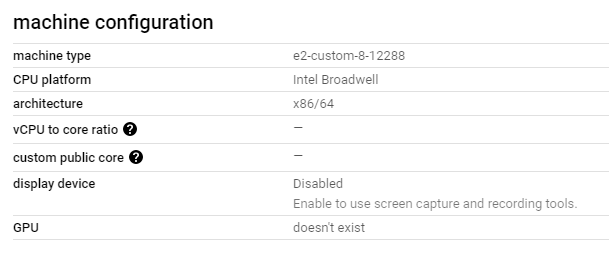 machine configuration
machine type e2-custom-8-12288
CPU platform Intel Broadwell
architecture x86/64
vCPU to core ratio ? —
custom public core ? —
display device Disabled
Enable to use screen capture and recording tools.
GPU doesn't exist